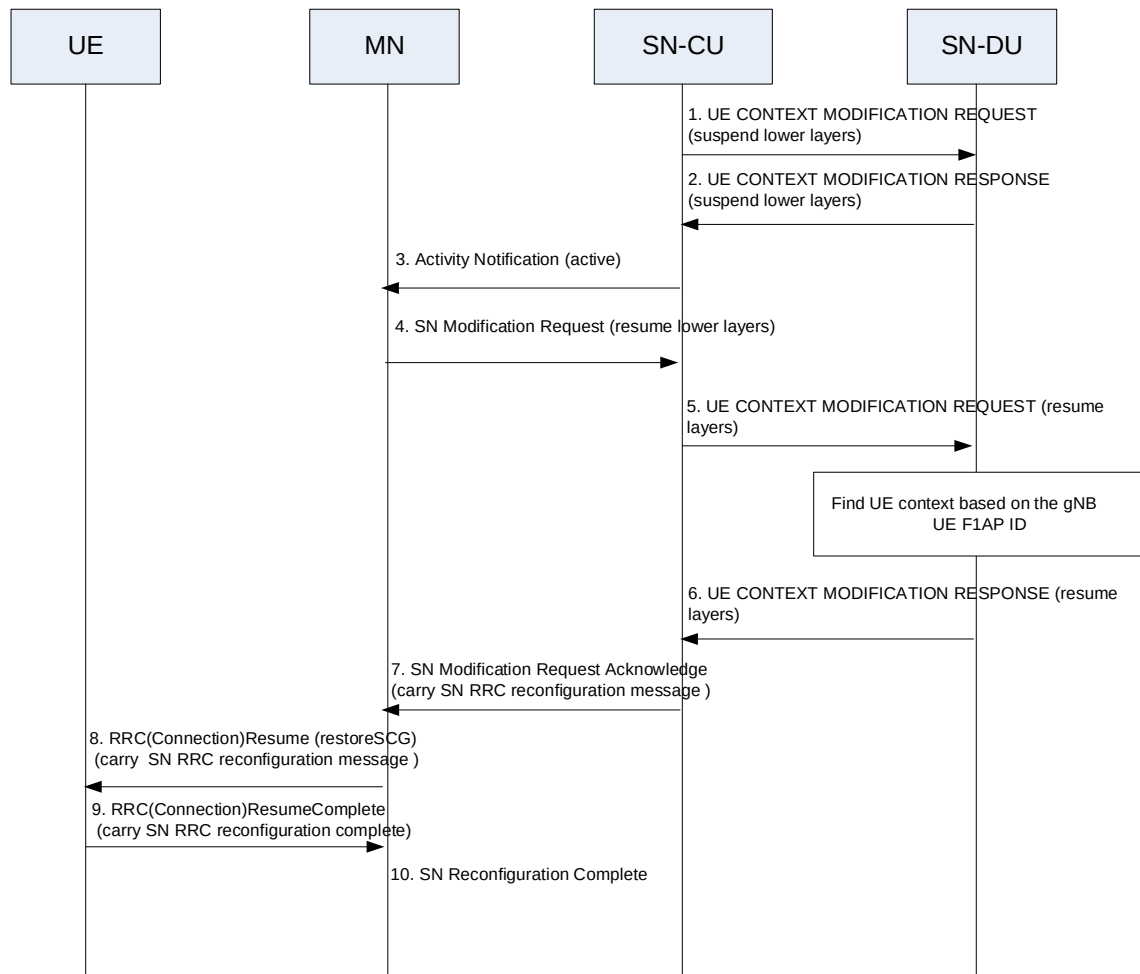 UE
MN
SN-CU
SN-DU
1. UE CONTEXT MODIFICATION REQUEST
(suspend lower layers)
2. UE CONTEXT MODIFICATION RESPONSE
(suspend lower layers)
3. Activity Notification (active)
4. SN Modification Request (resume lower layers)
5. UE CONTEXT MODIFICATION REQUEST (resume
layers)
Find UE context based on the gNB
UE F1AP ID
6. UE CONTEXT MODIFICATION RESPONSE (resume
layers)
7. SN Modification Request Acknowledge
(carry SN RRC reconfiguration message )
8. RRC(Connection)Resume (restoreSCG)
(carry  SN RRC reconfiguration message )
9. RRC(Connection)ResumeComplete
(carry SN RRC reconfiguration complete)
10. SN Reconfiguration Complete